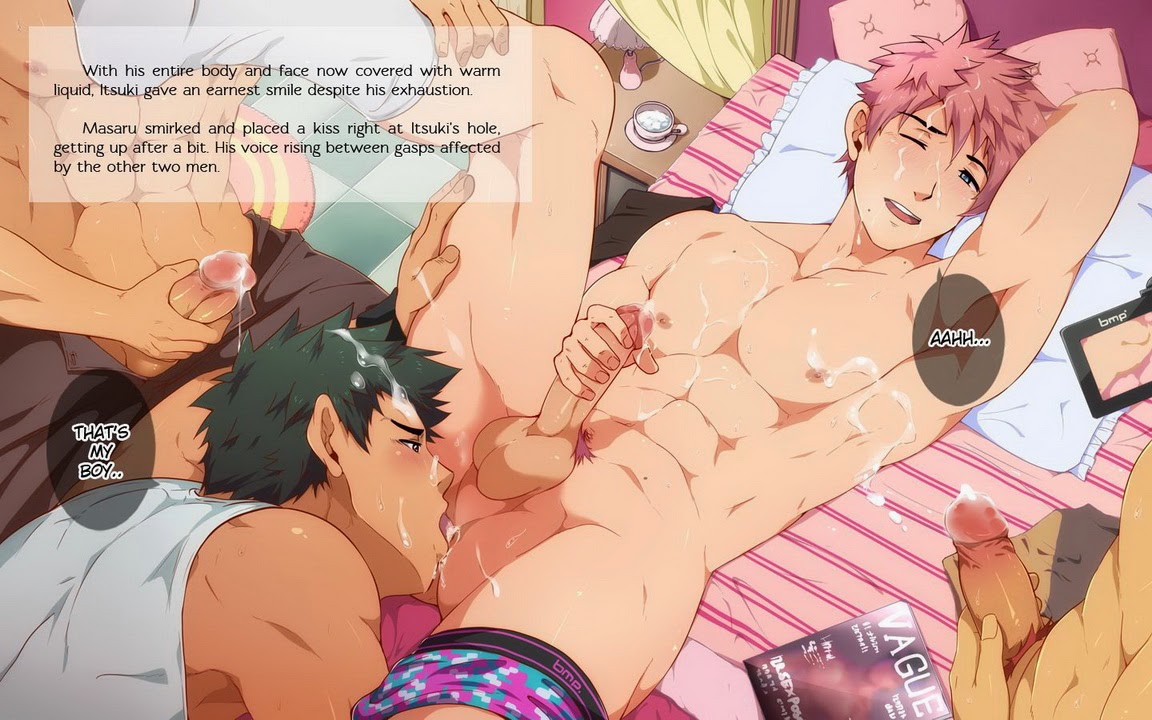 With his entire body and face now covered with warm
liquid, Itsuki gave an earnest smile despite his exhaustion.
Masaru smirked and placed a kiss right at Itsuki's hole,
getting up after a bit. His voice rising between gasps affected
by the other two men.
bmp
AAHH...
THAT'S
MY
BOY..
VAGUE
bmp.